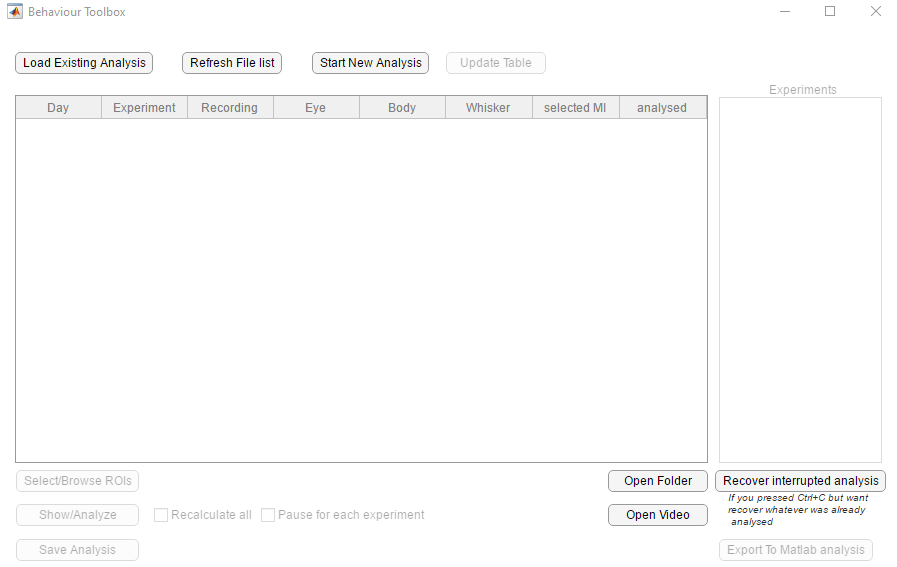 Behaviour Toolbox
Load Existing Analysis
Refresh File list
Start New Analysis
Update Table
Experiments
Day Experiment Recording Eye Body Whisker selected MI analysed
Select/Browse ROIs
Open Folder
Recover interrupted analysis
If you pressed Ctrl+C but want
recover whatever was already
analysed
Show/Analyze
Recalculate all
Pause for each experiment
Open Video
Save Analysis
Export To Matlab analysis